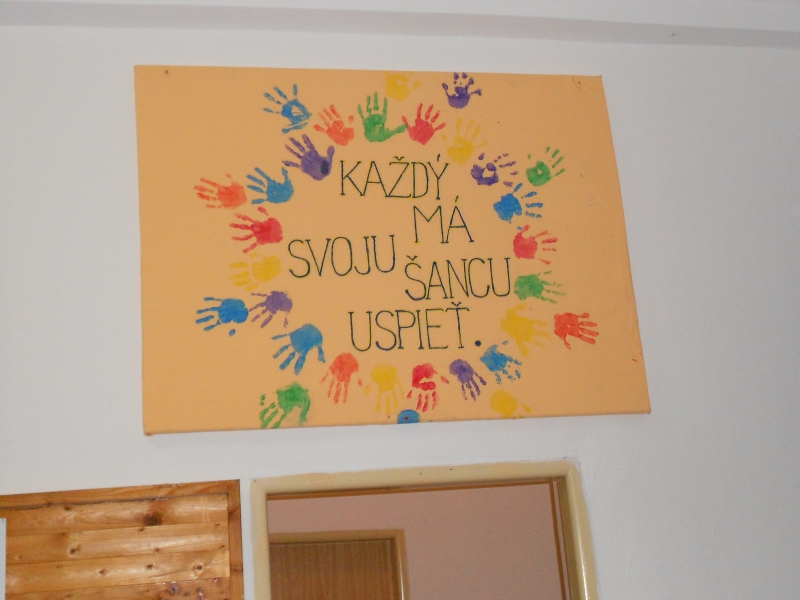 KAŽDÝ
MÁ
SVOJU
ŠANCU
USPIEŤ.